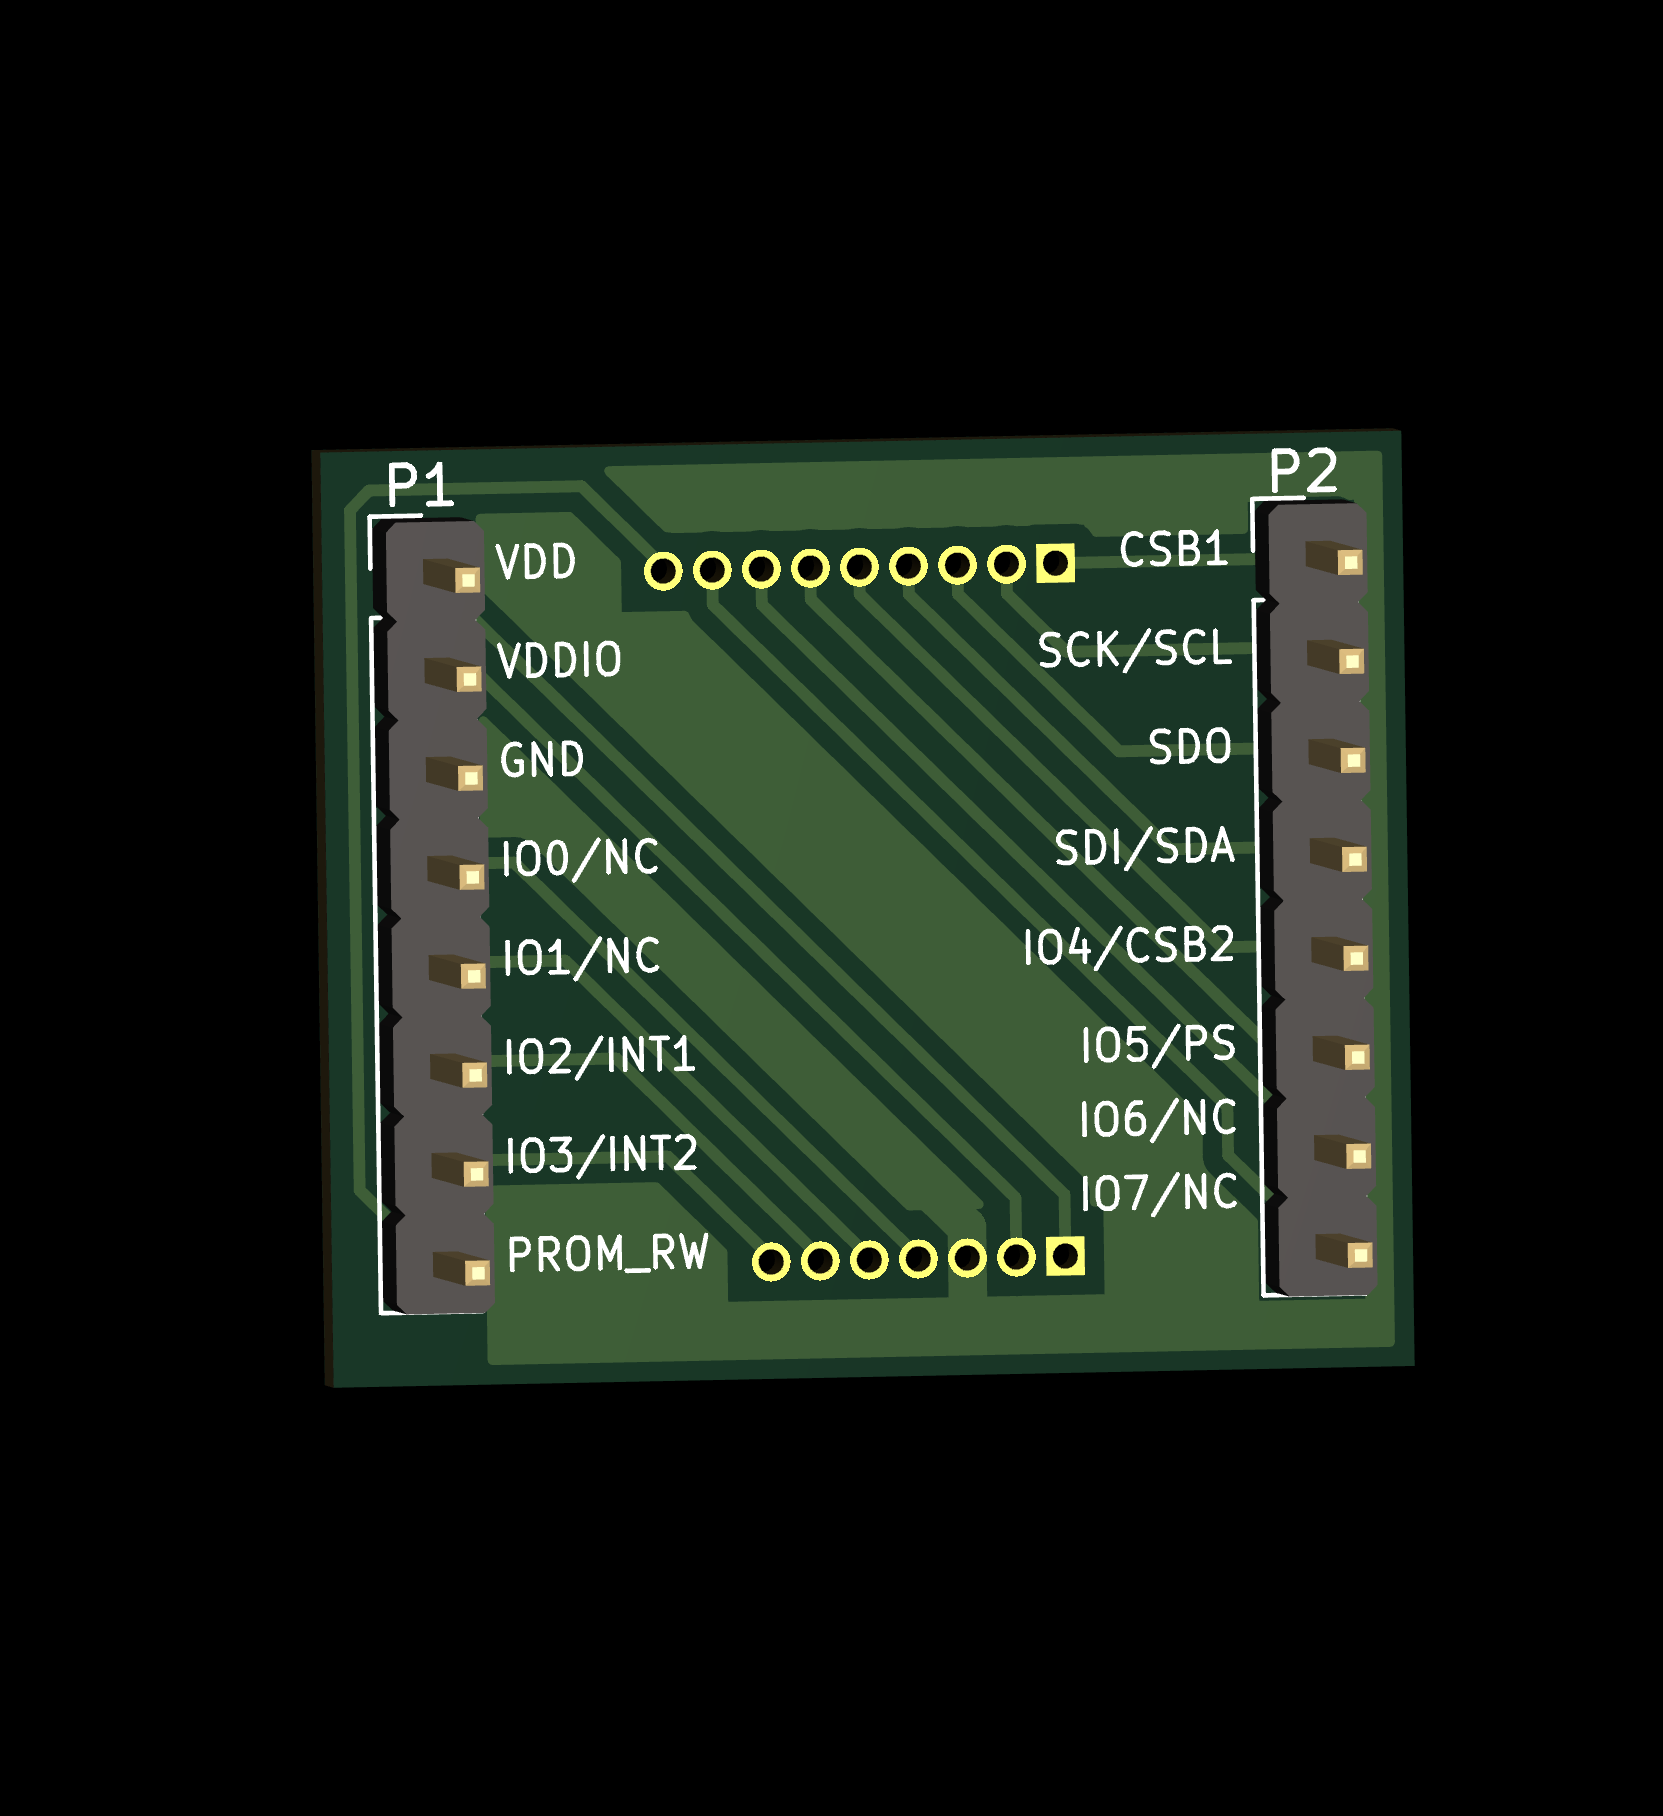 P1
VDD
VDDIO
GND
IO0/NC
IO1/NC
IO2/INT1
IO3/INT2
PROM_RW
P2
CSB1
SCK/SCL
SDO
SDI/SDA
IO4/CSB2
IO5/PS
IO6/NC
IO7/NC